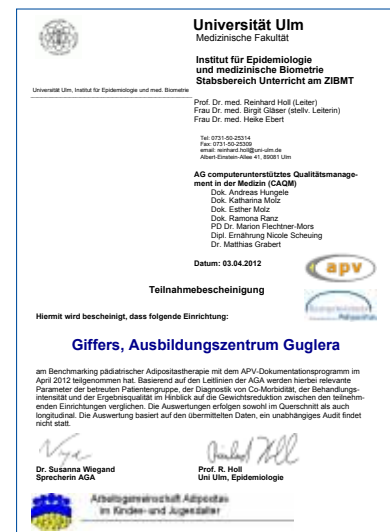 Universität Ulm
Medizinische Fakultät
Institut für Epidemiologie
und medizinische Biometrie
Stabsbereich Unterricht am ZIBMT
Universität Ulm, Institut für Epidemiologie und med. Biometrie
Prof. Dr. med. Reinhard Holl (Leiter)
Frau Dr. med. Birgit Gläser (stellv. Leiterin)
Frau Dr. med. Heike Ebert
Tel: 0731-50-25314
Fax: 0731-50-25309
email: reinhard.holl@uni-ulm.de
Albert-Einstein-Allee 41, 89081 Ulm
AG computerunterstütztes Qualitätsmanage-
ment in der Medizin (CAQM)
Dok. Andreas Hungele
Dok. Katharina Molz
Dok. Esther Molz
Dok. Ramona Ranz
PD Dr. Marion Flechtner-Mors
Dipl. Ernährung Nicole Scheuing
Dr. Matthias Grabert
Datum: 03.04.2012
apv
Teilnahmebescheinigung
Adipositas
Hiermit wird bescheinigt, dass folgende Einrichtung:
Giffers, Ausbildungszentrum Guglera
am Benchmarking pädiatrischer Adipositastherapie mit dem APV-Dokumentationsprogramm im
April 2012 teilgenommen hat. Basierend auf den Leitlinien der AGA werden hierbei relevante
Parameter der betreuten Patientengruppe, der Diagnostik von Co-Morbidität, der Behandlungs-
intensität und der Ergebnisqualität im Hinblick auf die Gewichtsreduktion zwischen den teilnehm-
enden Einrichtungen verglichen. Die Auswertungen erfolgen sowohl im Querschnitt als auch
longitudinal. Die Auswertung basiert auf den übermittelten Daten, ein unabhängiges Audit findet
nicht statt.
Dr. Susanna Wiegand
Sprecherin AGA
Prof. R. Holl
Uni Ulm, Epidemiologie
Arbeitsgemeinschaft Adipositas
im Kindes- und Jugendalter